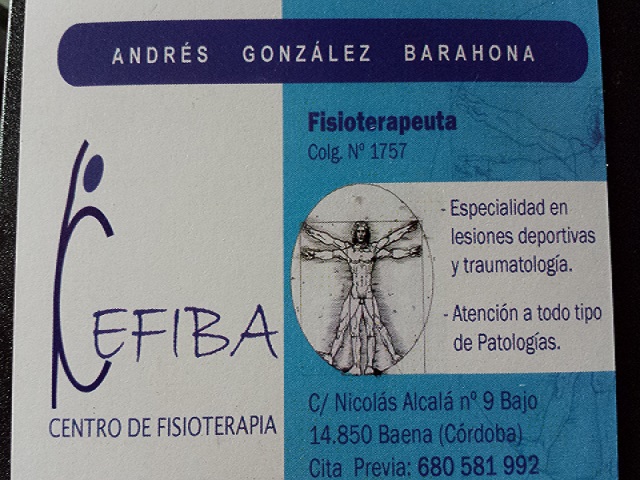 ANDRÉS GONZÁLEZ BARAHONA
Fisioterapeuta
Colg. Nº 1757
- Especialidad en
lesiones deportivas
y traumatología.
- Atención a todo tipo
de Patologías.
CEFIBA
CENTRO DE FISIOTERAPIA
C/ Nicolás Alcalá nº 9 Bajo
14.850 Baena (Córdoba)
Cita Previa: 680 581 992